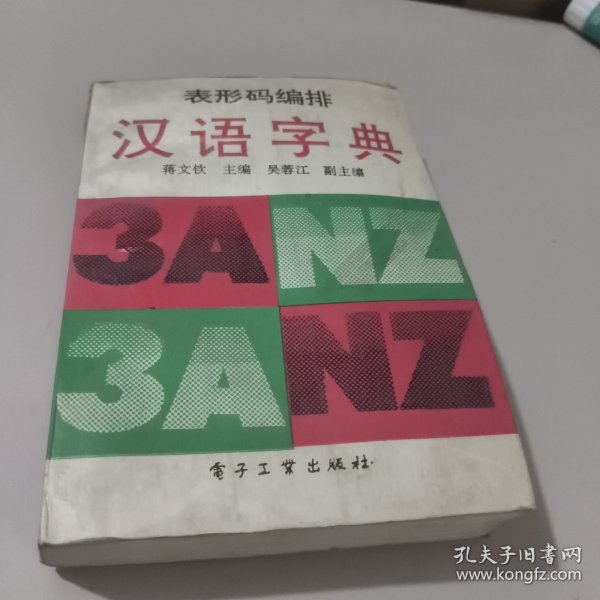 表形码编排
汉语字典
蒋文钦 主编 吴蓉江 副主编
3ANZ
3ANZ
電子工業出版社
孔夫子旧书网
www.kongfz.com